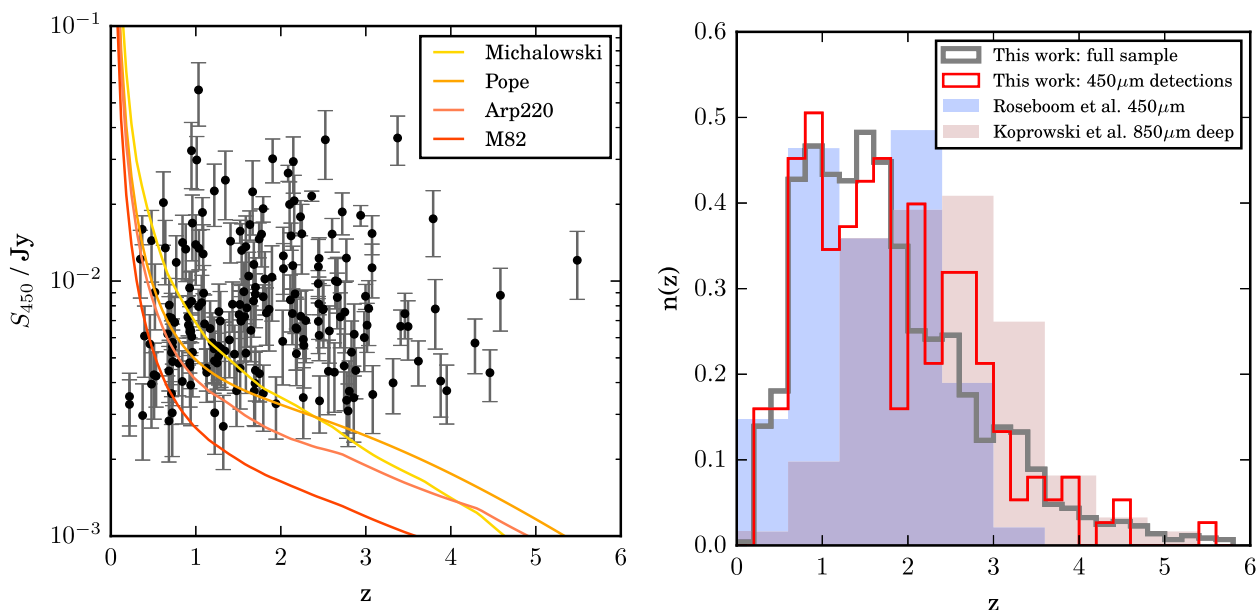 10⁻¹
10⁻²
10⁻³
S₄₅₀ / Jy
Michalowski
Pope
Arp220
M82
0 1 2 3 4 5 6
z
0.6
0.5
0.4
0.3
0.2
0.1
0.0
n(z)
This work: full sample
This work: 450μm detections
Roseboom et al. 450μm
Koprowski et al. 850μm deep
0 1 2 3 4 5 6
z